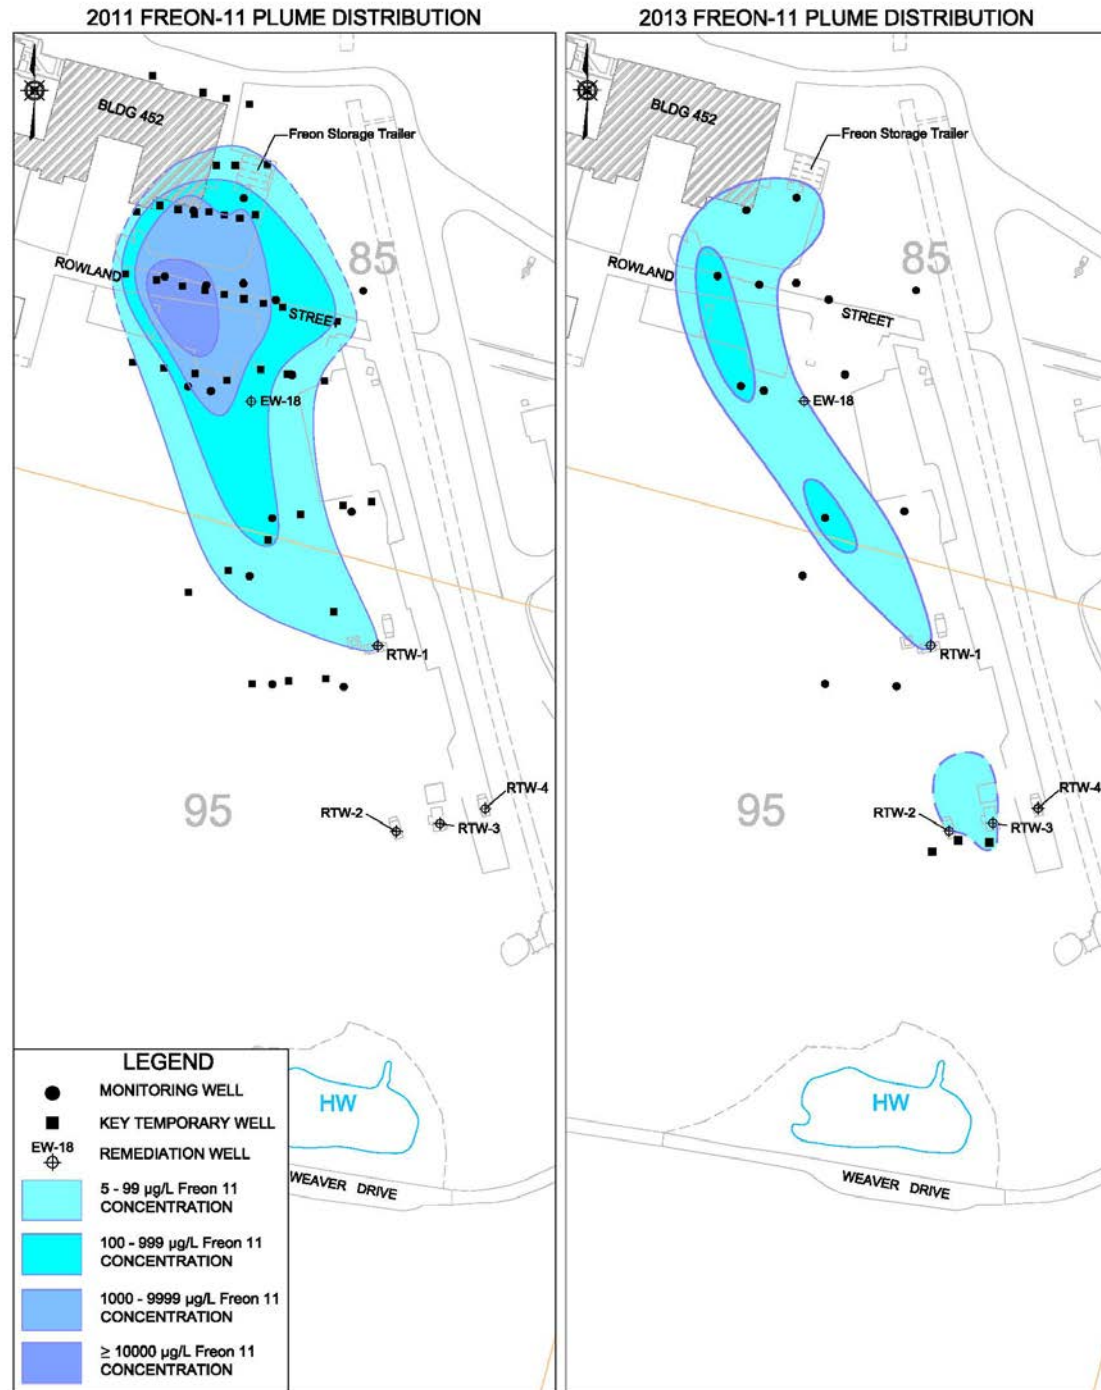 2011 FREON-11 PLUME DISTRIBUTION
BLDG 452
Freon Storage Trailer
85
ROWLAND
STREET
EW-18
RTW-1
95
RTW-4
RTW-2
RTW-3
HW
WEAVER DRIVE
LEGEND
MONITORING WELL
KEY TEMPORARY WELL
EW-18
REMEDIATION WELL
5 - 99 µg/L Freon 11
CONCENTRATION
100 - 999 µg/L Freon 11
CONCENTRATION
1000 - 9999 µg/L Freon 11
CONCENTRATION
≥ 10000 µg/L Freon 11
CONCENTRATION
2013 FREON-11 PLUME DISTRIBUTION
BLDG 452
Freon Storage Trailer
85
ROWLAND
STREET
EW-18
RTW-1
95
RTW-4
RTW-2
RTW-3
HW
WEAVER DRIVE